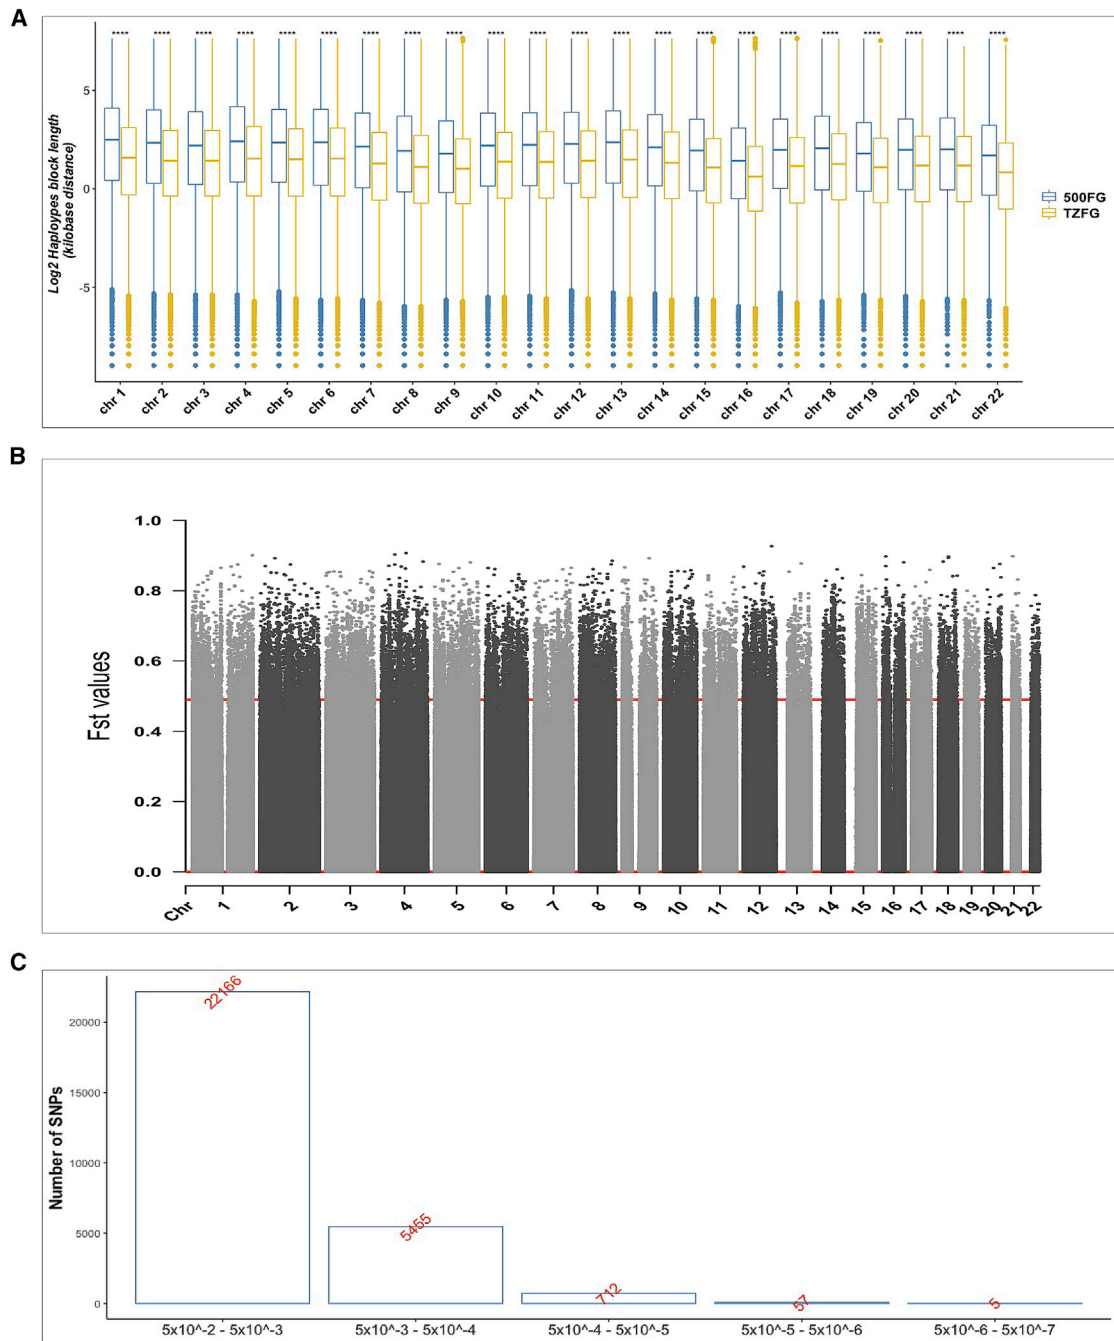 A
**** **** **** **** **** **** **** **** **** **** **** **** **** **** **** **** **** **** **** **** **** ****
Log2 Haploypes block length
(kilobase distance)
5
0
-5
500FG
TZFG
chr 1 chr 2 chr 3 chr 4 chr 5 chr 6 chr 7 chr 8 chr 9 chr 10 chr 11 chr 12 chr 13 chr 14 chr 15 chr 16 chr 17 chr 18 chr 19 chr 20 chr 21 chr 22
B
Fst values
1.0
0.8
0.6
0.4
0.2
0.0
Chr 1 2 3 4 5 6 7 8 9 10 11 12 13 14 15 16 17 18 19 20 21 22
C
Number of SNPs
20000
15000
10000
5000
0
22166
5455
712
57
5
5x10^-2 - 5x10^-3 5x10^-3 - 5x10^-4 5x10^-4 - 5x10^-5 5x10^-5 - 5x10^-6 5x10^-6 - 5x10^-7